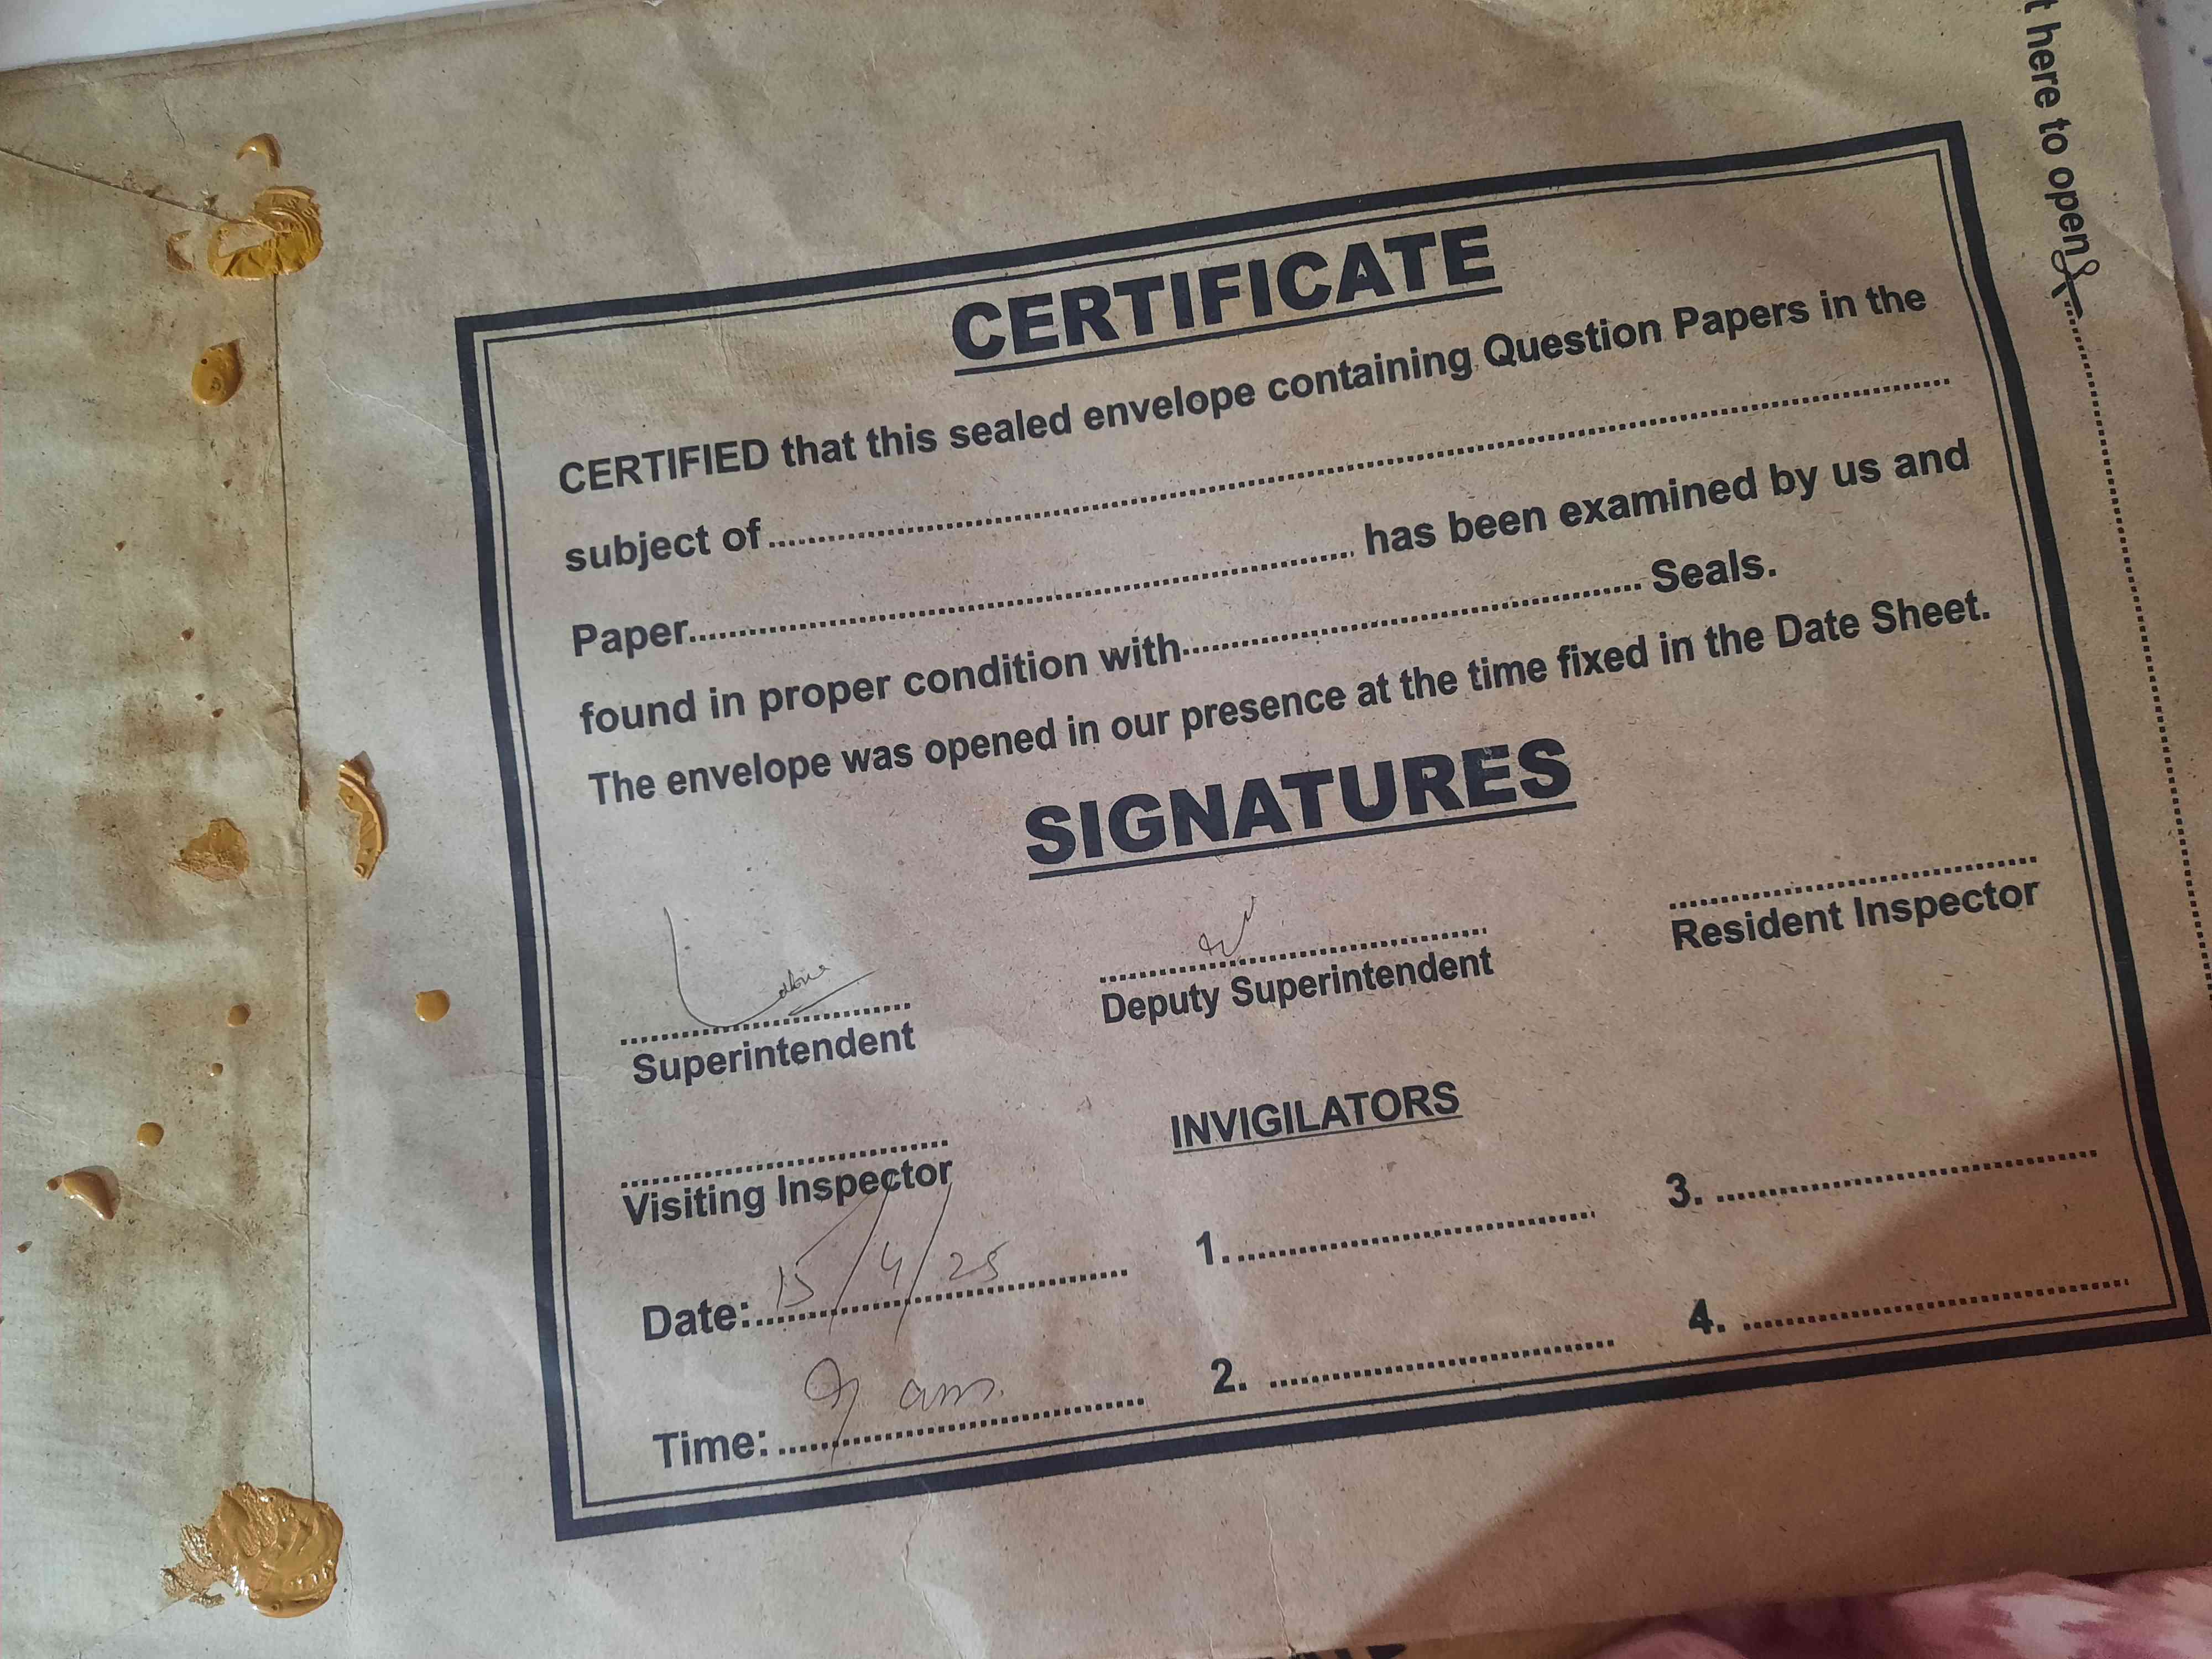 t here to open
CERTIFICATE
CERTIFIED that this sealed envelope containing Question Papers in the
subject of
Paper has been examined by us and
found in proper condition with Seals.
The envelope was opened in our presence at the time fixed in the Date Sheet.
SIGNATURES
Superintendent
Deputy Superintendent
Resident Inspector
Visiting Inspector
INVIGILATORS
Date: 15/4/25
Time: 9 am
1.
2.
3.
4.